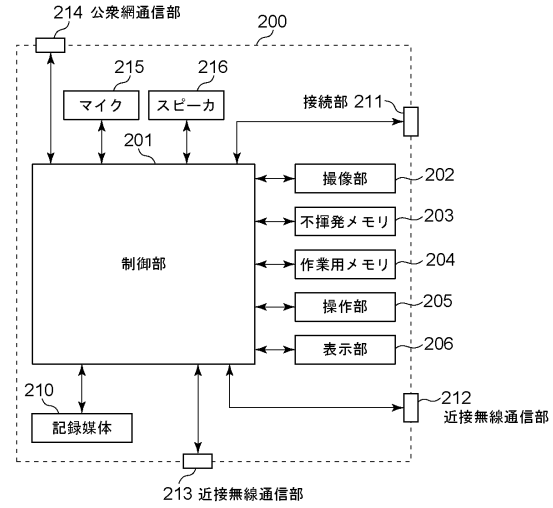 214 公衆網通信部
200
215
216
マイク
スピーカ
接続部 211
201
撮像部 202
不揮発メモリ 203
制御部
作業用メモリ 204
操作部 205
表示部 206
210
記録媒体
212
近接無線通信部
213 近接無線通信部